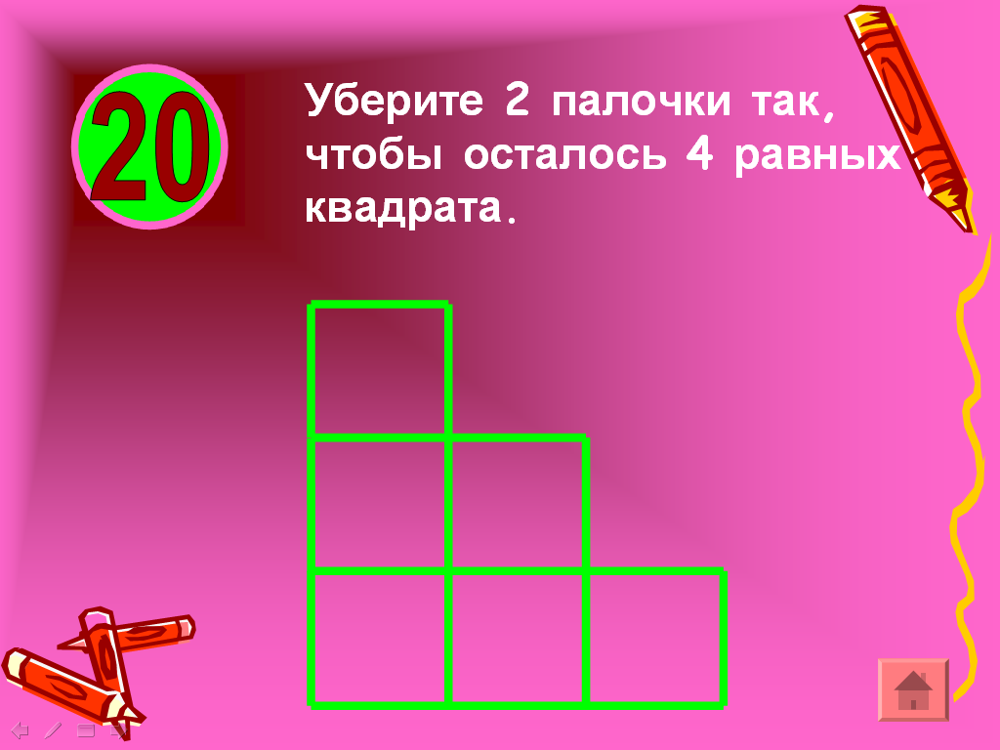 20
Уберите 2 палочки так,
чтобы осталось 4 равных
квадрата.